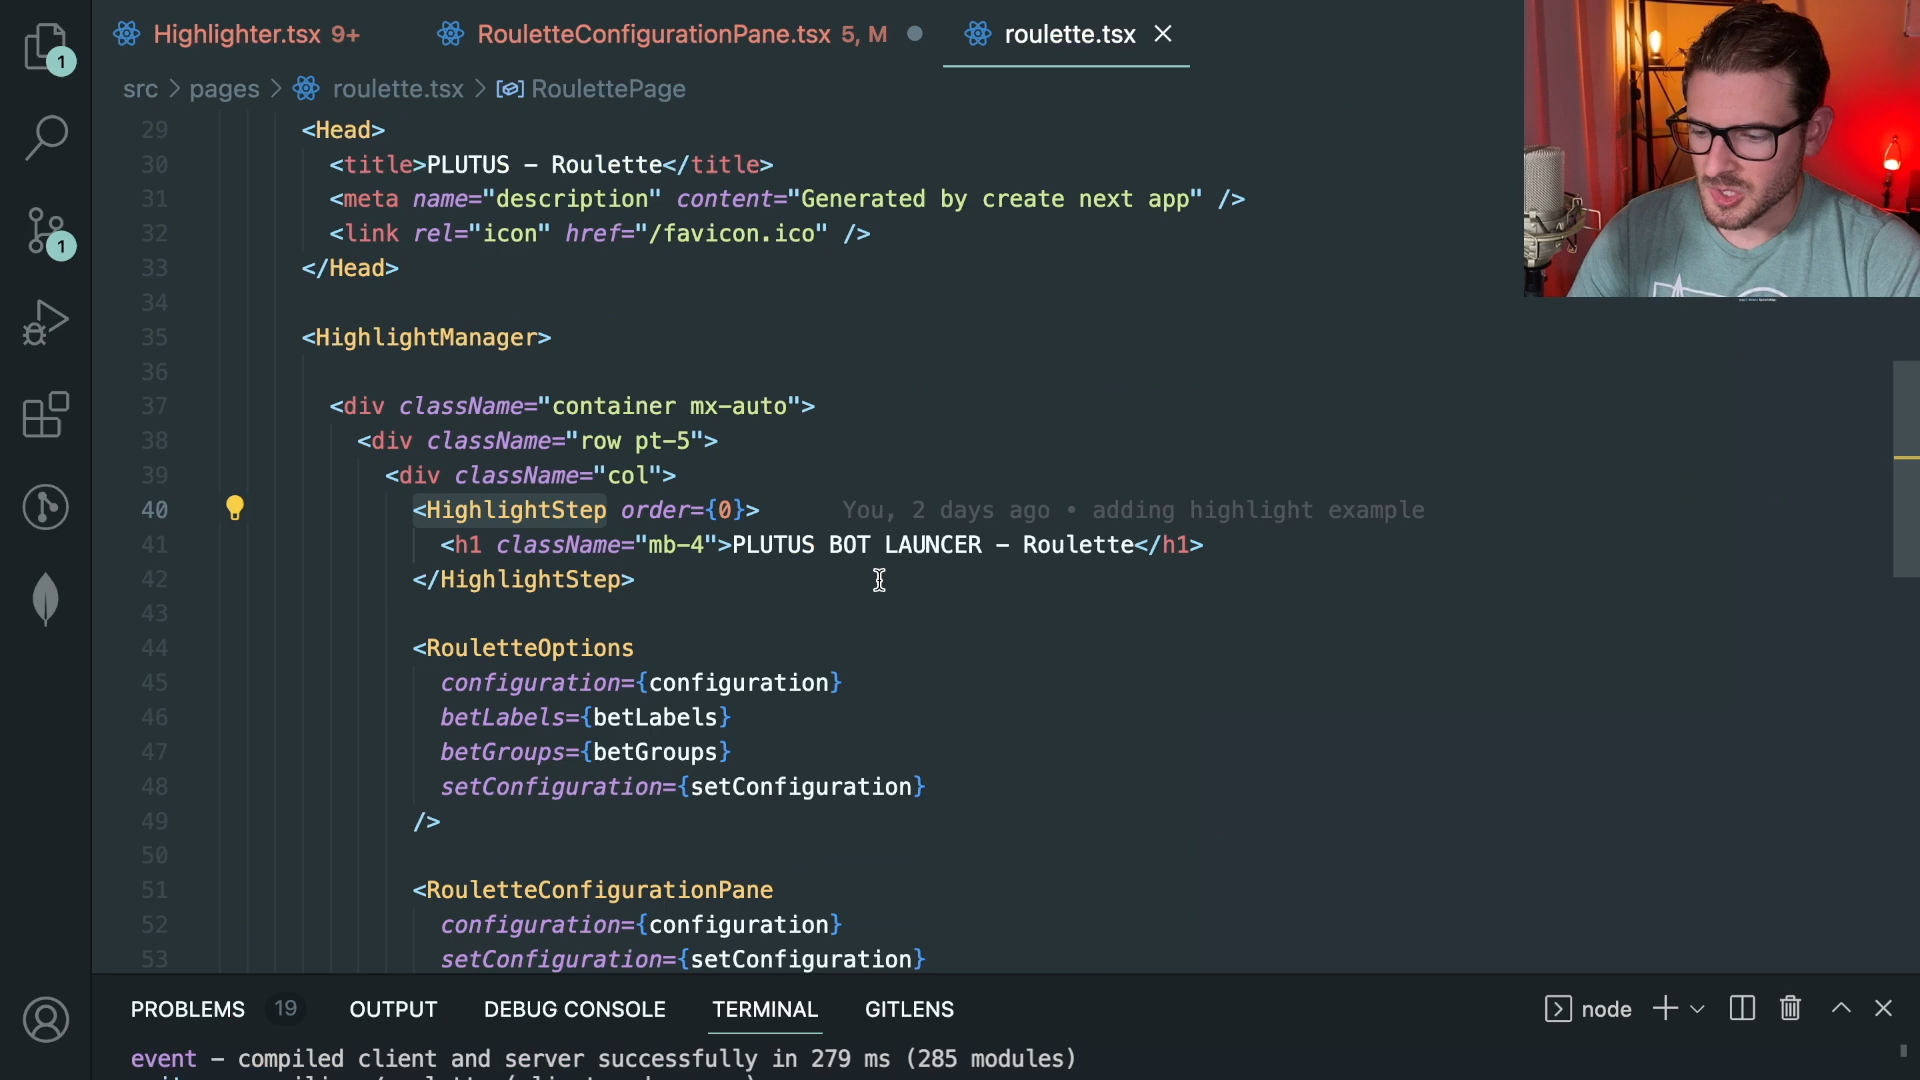 Highlighter.tsx 9+ RouletteConfigurationPane.tsx 5, M roulette.tsx
src > pages > roulette.tsx > RoulettePage
29 <Head>
30 <title>PLUTUS – Roulette</title>
31 <meta name="description" content="Generated by create next app" />
32 <link rel="icon" href="/favicon.ico" />
33 </Head>
34
35 <HighlightManager>
36
37 <div className="container mx-auto">
38 <div className="row pt-5">
39 <div className="col">
40 <HighlightStep order={0}> You, 2 days ago • adding highlight example
41 <h1 className="mb-4">PLUTUS BOT LAUNCER – Roulette</h1>
42 </HighlightStep>
43
44 <RouletteOptions
45 configuration={configuration}
46 betLabels={betLabels}
47 betGroups={betGroups}
48 setConfiguration={setConfiguration}
49 />
50
51 <RouletteConfigurationPane
52 configuration={configuration}
53 setConfiguration={setConfiguration}
1
1
PROBLEMS 19 OUTPUT DEBUG CONSOLE TERMINAL GITLENS node
event – compiled client and server successfully in 279 ms (285 modules)